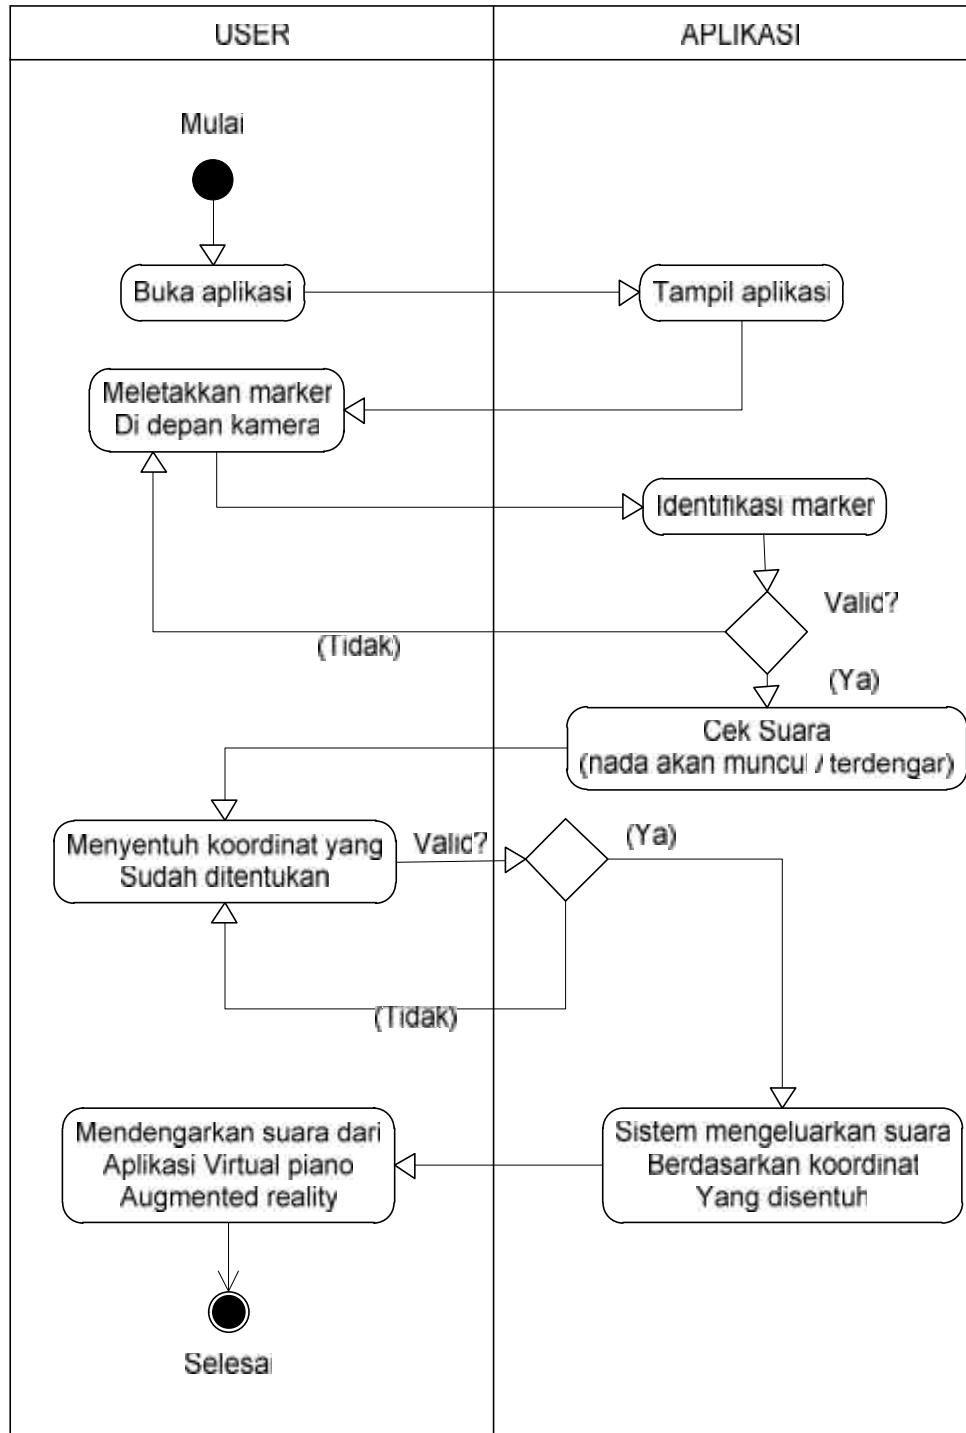 USER
APLIKASI
Mulai
Buka aplikasi
Tampil aplikasi
Meletakkan marker
Di depan kamera
Identifikasi marker
Valid?
(Tidak)
(Ya)
Cek Suara
(nada akan muncul / terdengar)
Menyentuh koordinat yang
Sudah ditentukan
Valid?
(Ya)
(Tidak)
Mendengarkan suara dari
Aplikasi Virtual piano
Augmented reality
Sistem mengeluarkan suara
Berdasarkan koordinat
Yang disentuh
Selesai